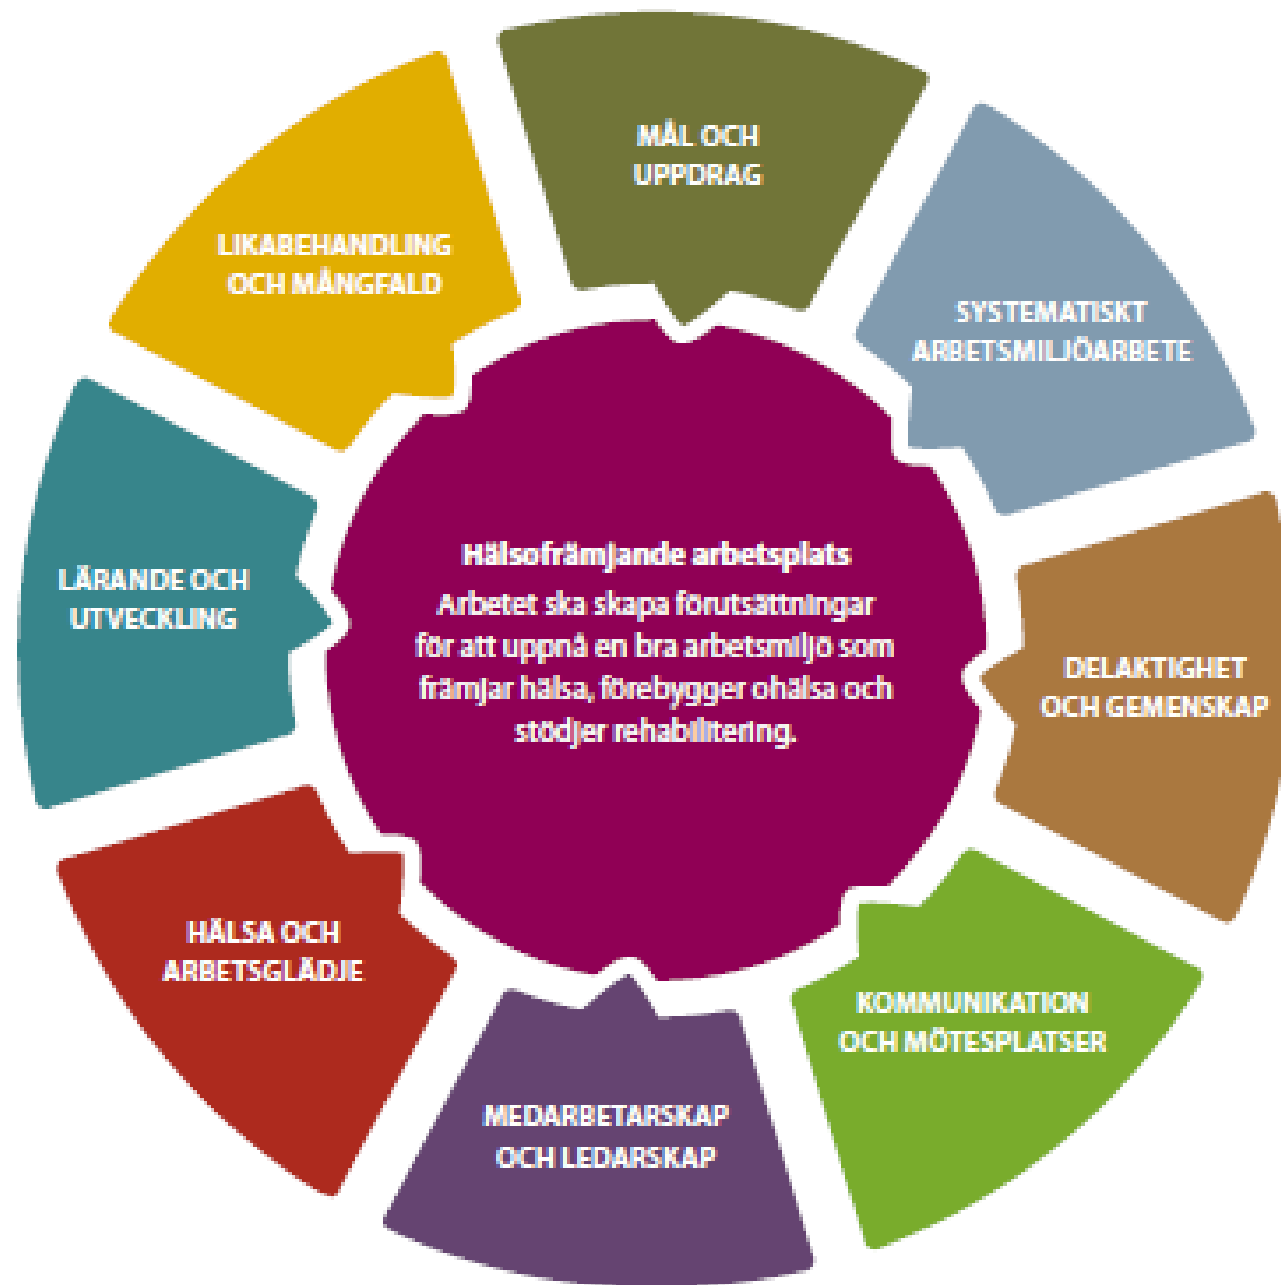 MÅL OCH
UPPDRAG
SYSTEMATISKT
ARBETSMILJÖARBETE
DELAKTIGHET
OCH GEMENSKAP
KOMMUNIKATION
OCH MÖTESPLATSER
MEDARBETARSKAP
OCH LEDARSKAP
HÄLSA OCH
ARBETSGLÄDJE
LÄRANDE OCH
UTVECKLING
LIKABEHANDLING
OCH MÅNGFALD
Hälsofrämjande arbetsplats
Arbetet ska skapa förutsättningar
för att uppnå en bra arbetsmiljö som
främjar hälsa, förebygger ohälsa och
stödjer rehabilitering.